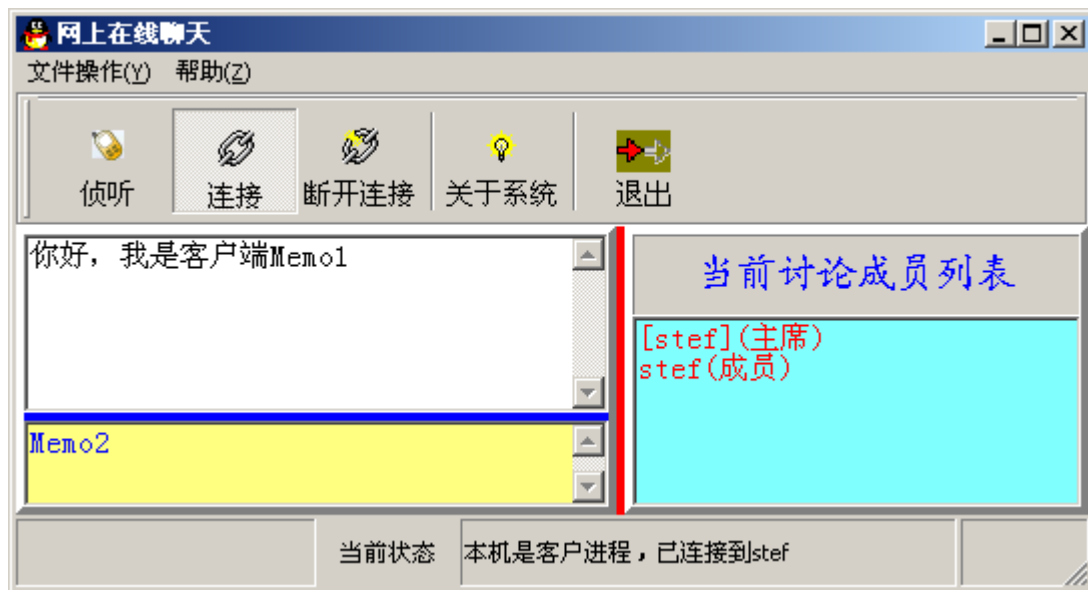 网上在线聊天
文件操作(Y) 帮助(Z)
侦听 连接 断开连接 关于系统 退出
你好，我是客户端Memo1
Memo2
当前讨论成员列表
[stef](主席)
stef(成员)
当前状态 本机是客户进程，已连接到stef